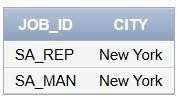 JOB_ID CITY
SA_REP New York
SA_MAN New York